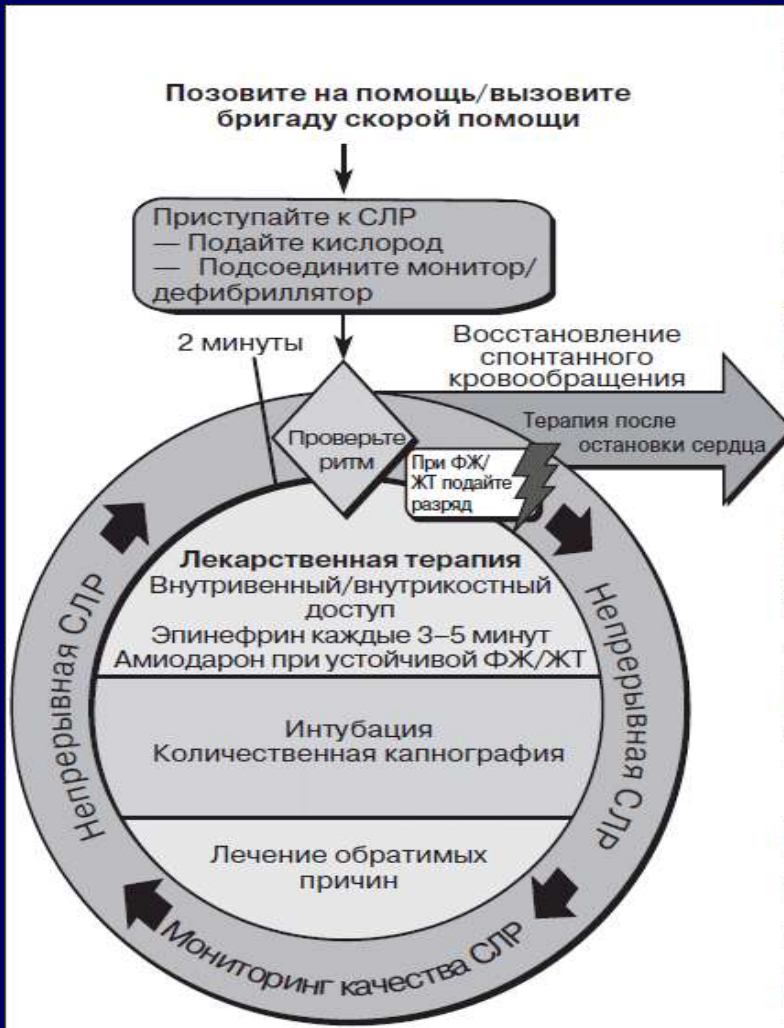 Позовите на помощь/вызовите
бригаду скорой помощи
Приступайте к СЛР
— Подайте кислород
— Подсоедините монитор/
дефибриллятор
2 минуты
Восстановление
спонтанного
кровообращения
Терапия после
остановки сердца
Проверьте
ритм
При ФЖ/
ЖТ подайте
разряд
Лекарственная терапия
Внутривенный/внутрикостный
доступ
Эпинефрин каждые 3–5 минут
Амиодарон при устойчивой ФЖ/ЖТ
Интубация
Количественная капнография
Лечение обратимых
причин
Непрерывная СЛР
Непрерывная СЛР
Мониторинг качества СЛР